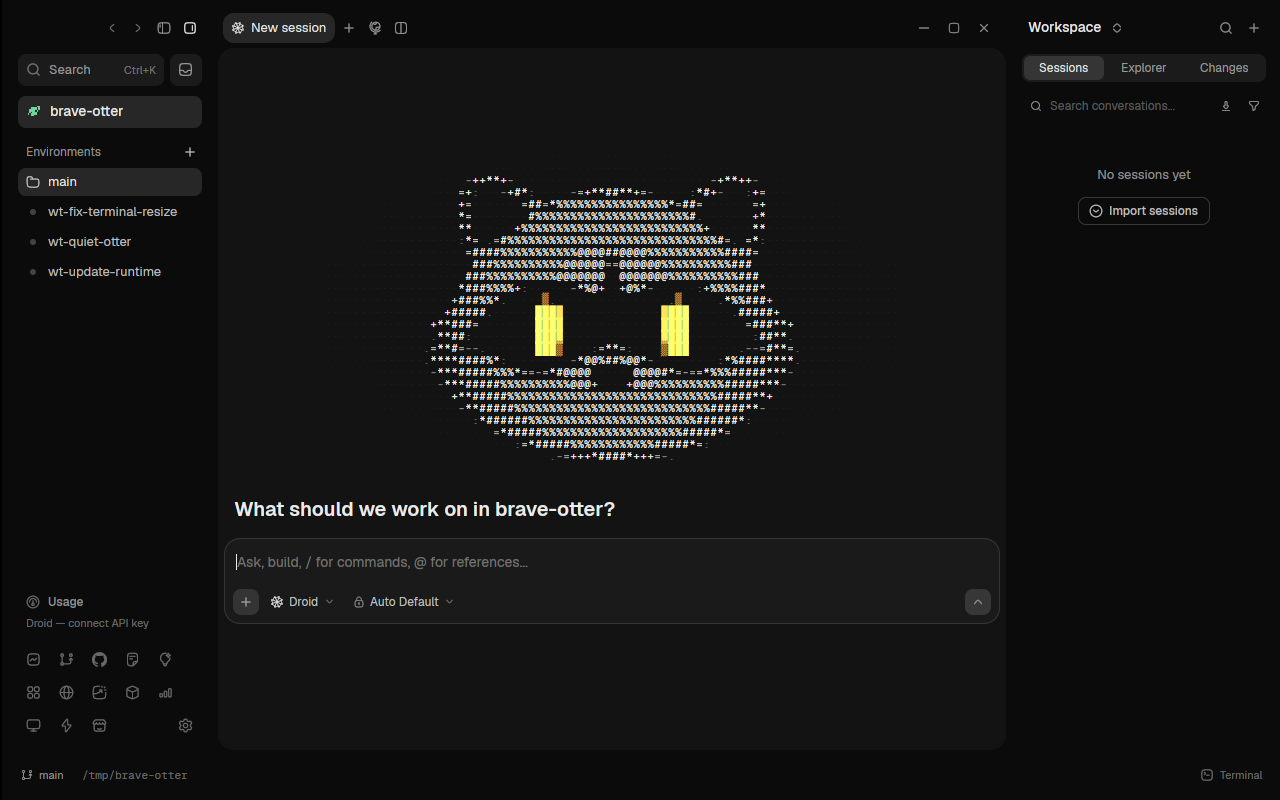 New session
Search Ctrl+K
brave-otter
Environments
main
wt-fix-terminal-resize
wt-quiet-otter
wt-update-runtime
Usage
Droid — connect API key
main /tmp/brave-otter
What should we work on in brave-otter?
Ask, build, / for commands, @ for references...
Droid
Auto Default
Workspace
Sessions
Explorer
Changes
Search conversations...
No sessions yet
Import sessions
Terminal